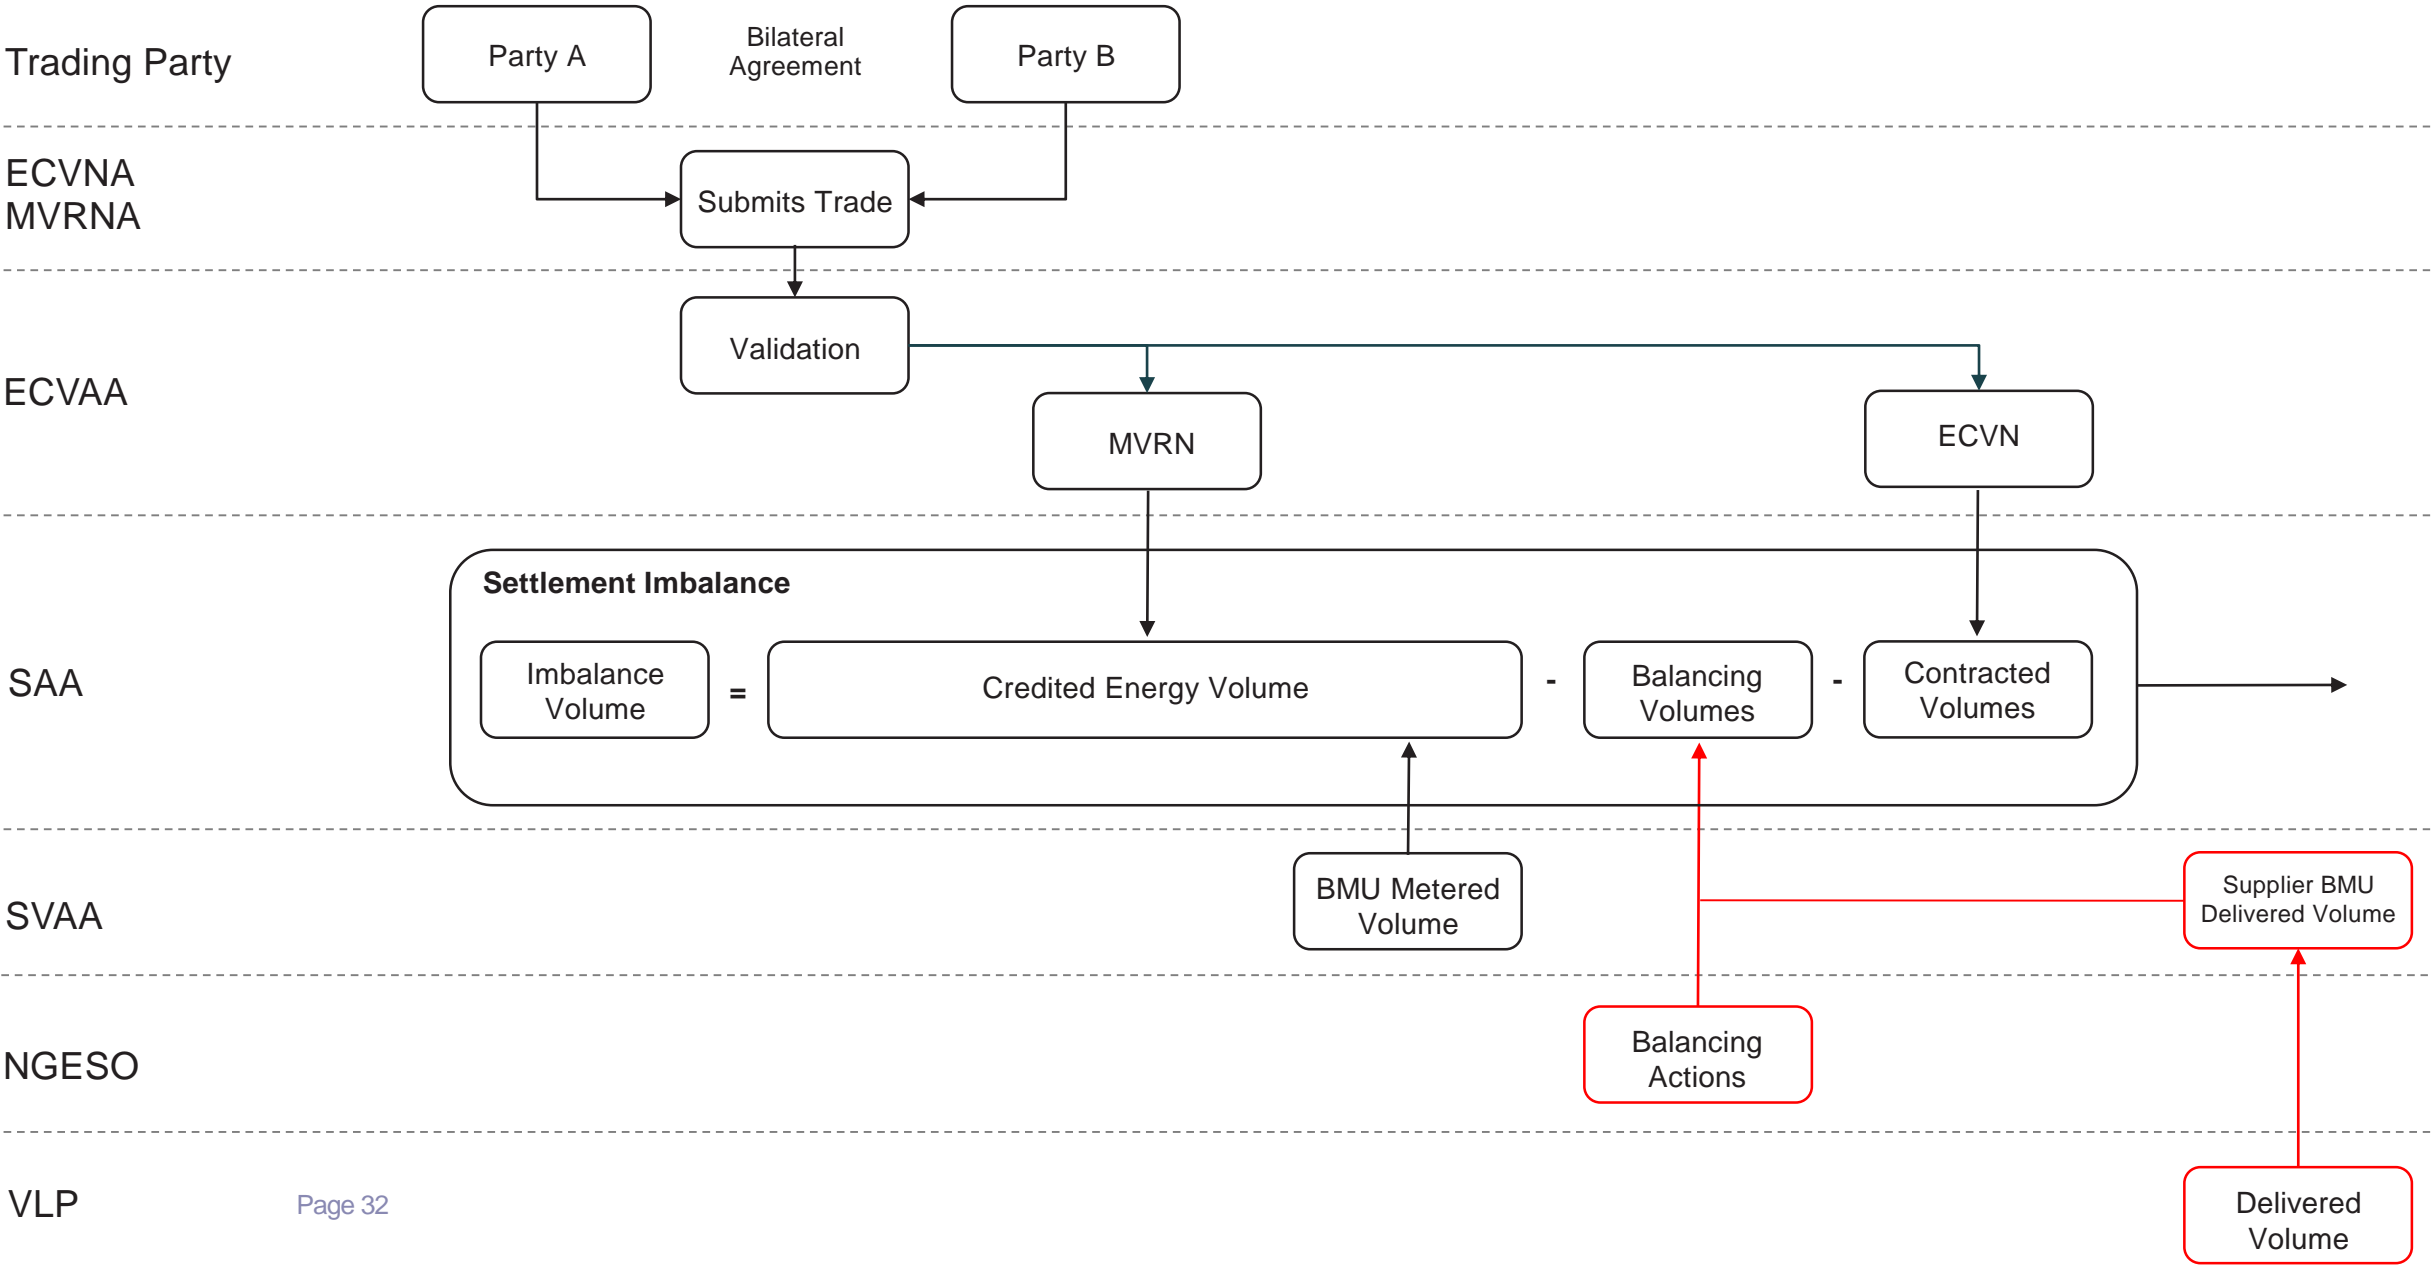 Trading Party
Party A
Bilateral
Agreement
Party B
ECVNA
MVRNA
Submits Trade
ECVAA
Validation
MVRN
ECVN
SAA
Settlement Imbalance
Imbalance
Volume
=
Credited Energy Volume
-
Balancing
Volumes
-
Contracted
Volumes
SVAA
BMU Metered
Volume
Supplier BMU
Delivered Volume
NGESO
Balancing
Actions
VLP
Page 32
Delivered
Volume